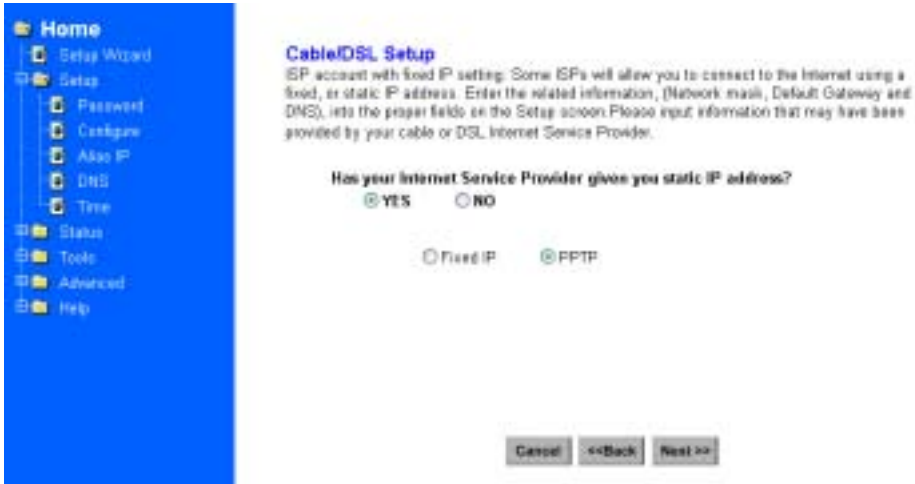 Home
Setup Wizard
Setup
Password
Configure
Alias IP
DNS
Time
Status
Tools
Advanced
Help
Cable/DSL Setup
ISP account with fixed IP setting: Some ISPs will allow you to connect to the Internet using a
fixed, or static IP address. Enter the related information, (Network mask, Default Gateway and
DNS), into the proper fields on the Setup screen.Please input information that may have been
provided by your cable or DSL Internet Service Provider.
Has your Internet Service Provider given you static IP address?
YES NO
Fixed IP PPTP
Cancel <<Back Next >>